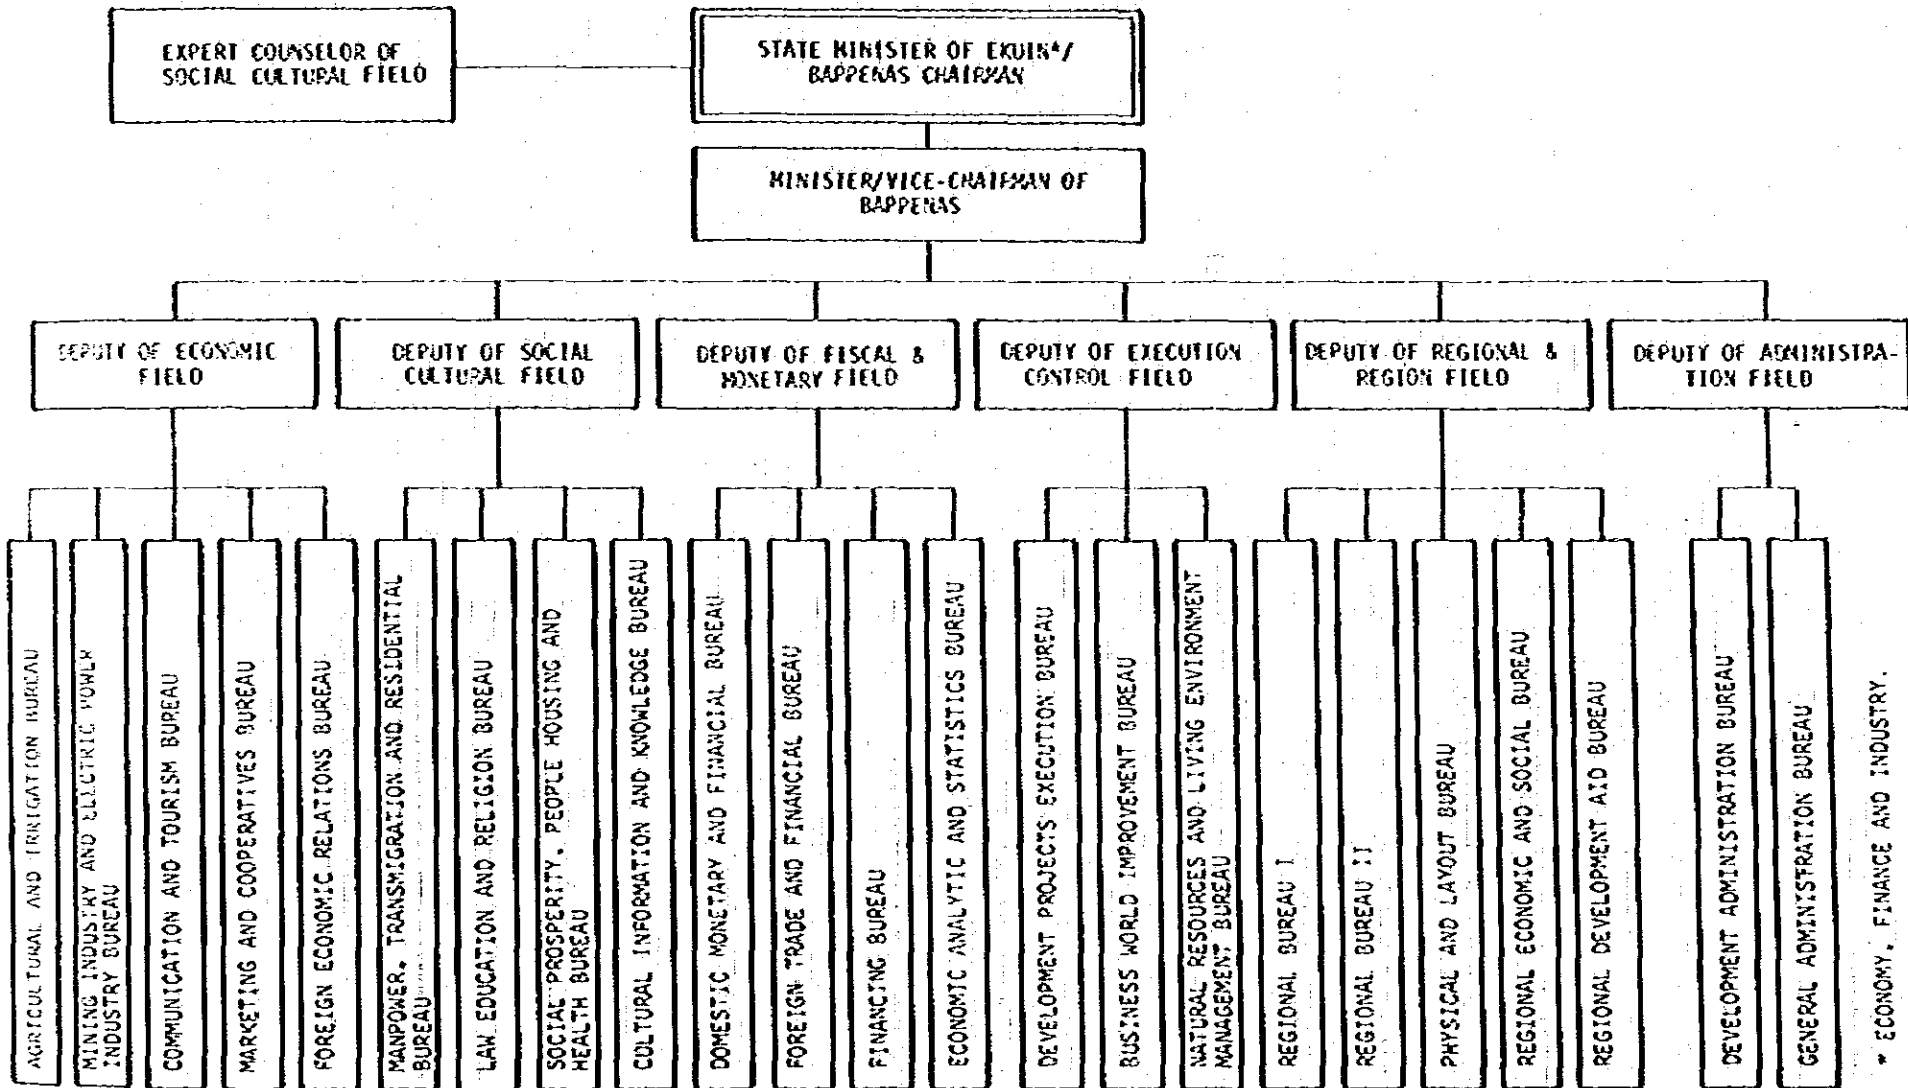 EXPERT COUNSELOR OF
SOCIAL CULTURAL FIELD
STATE MINISTER OF EKUIN*/
BAPPENAS CHAIRMAN
MINISTER/VICE-CHAIRMAN OF
BAPPENAS
DEPUTY OF ECONOMIC
FIELD
DEPUTY OF SOCIAL
CULTURAL FIELD
DEPUTY OF FISCAL &
MONETARY FIELD
DEPUTY OF EXECUTION
CONTROL FIELD
DEPUTY OF REGIONAL &
REGION FIELD
DEPUTY OF ADMINISTRA-
TION FIELD
AGRICULTURAL AND IRRIGATION BUREAU
MINING INDUSTRY AND ELECTRIC POWER
INDUSTRY BUREAU
COMMUNICATION AND TOURISM BUREAU
MARKETING AND COOPERATIVES BUREAU
FOREIGN ECONOMIC RELATIONS BUREAU
MANPOWER, TRANSMIGRATION AND RESIDENTIAL
BUREAU
LAW EDUCATION AND RELIGION BUREAU
SOCIAL PROSPERITY, PEOPLE HOUSING AND
HEALTH BUREAU
CULTURAL INFORMATION AND KNOWLEDGE BUREAU
DOMESTIC MONETARY AND FINANCIAL BUREAU
FOREIGN TRADE AND FINANCIAL BUREAU
FINANCING BUREAU
ECONOMIC ANALYTIC AND STATISTICS BUREAU
DEVELOPMENT PROJECTS EXECUTION BUREAU
BUSINESS WORLD IMPROVEMENT BUREAU
NATURAL RESOURCES AND LIVING ENVIRONMENT
MANAGEMENT BUREAU
REGIONAL BUREAU I
REGIONAL BUREAU II
PHYSICAL AND LAYOUT BUREAU
REGIONAL ECONOMIC AND SOCIAL BUREAU
REGIONAL DEVELOPMENT AID BUREAU
DEVELOPMENT ADMINISTRATION BUREAU
GENERAL ADMINISTRATION BUREAU
* ECONOMY, FINANCE AND INDUSTRY.